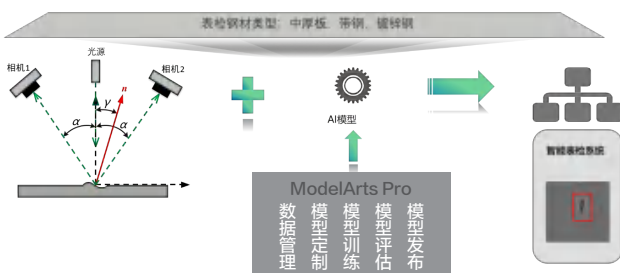 表检钢材类型：中厚板、带钢、镀锌钢
光源
相机1
相机2
n
γ
α
α
AI模型
ModelArts Pro
数据管理
模型定制
模型训练
模型评估
模型发布
智能表检系统